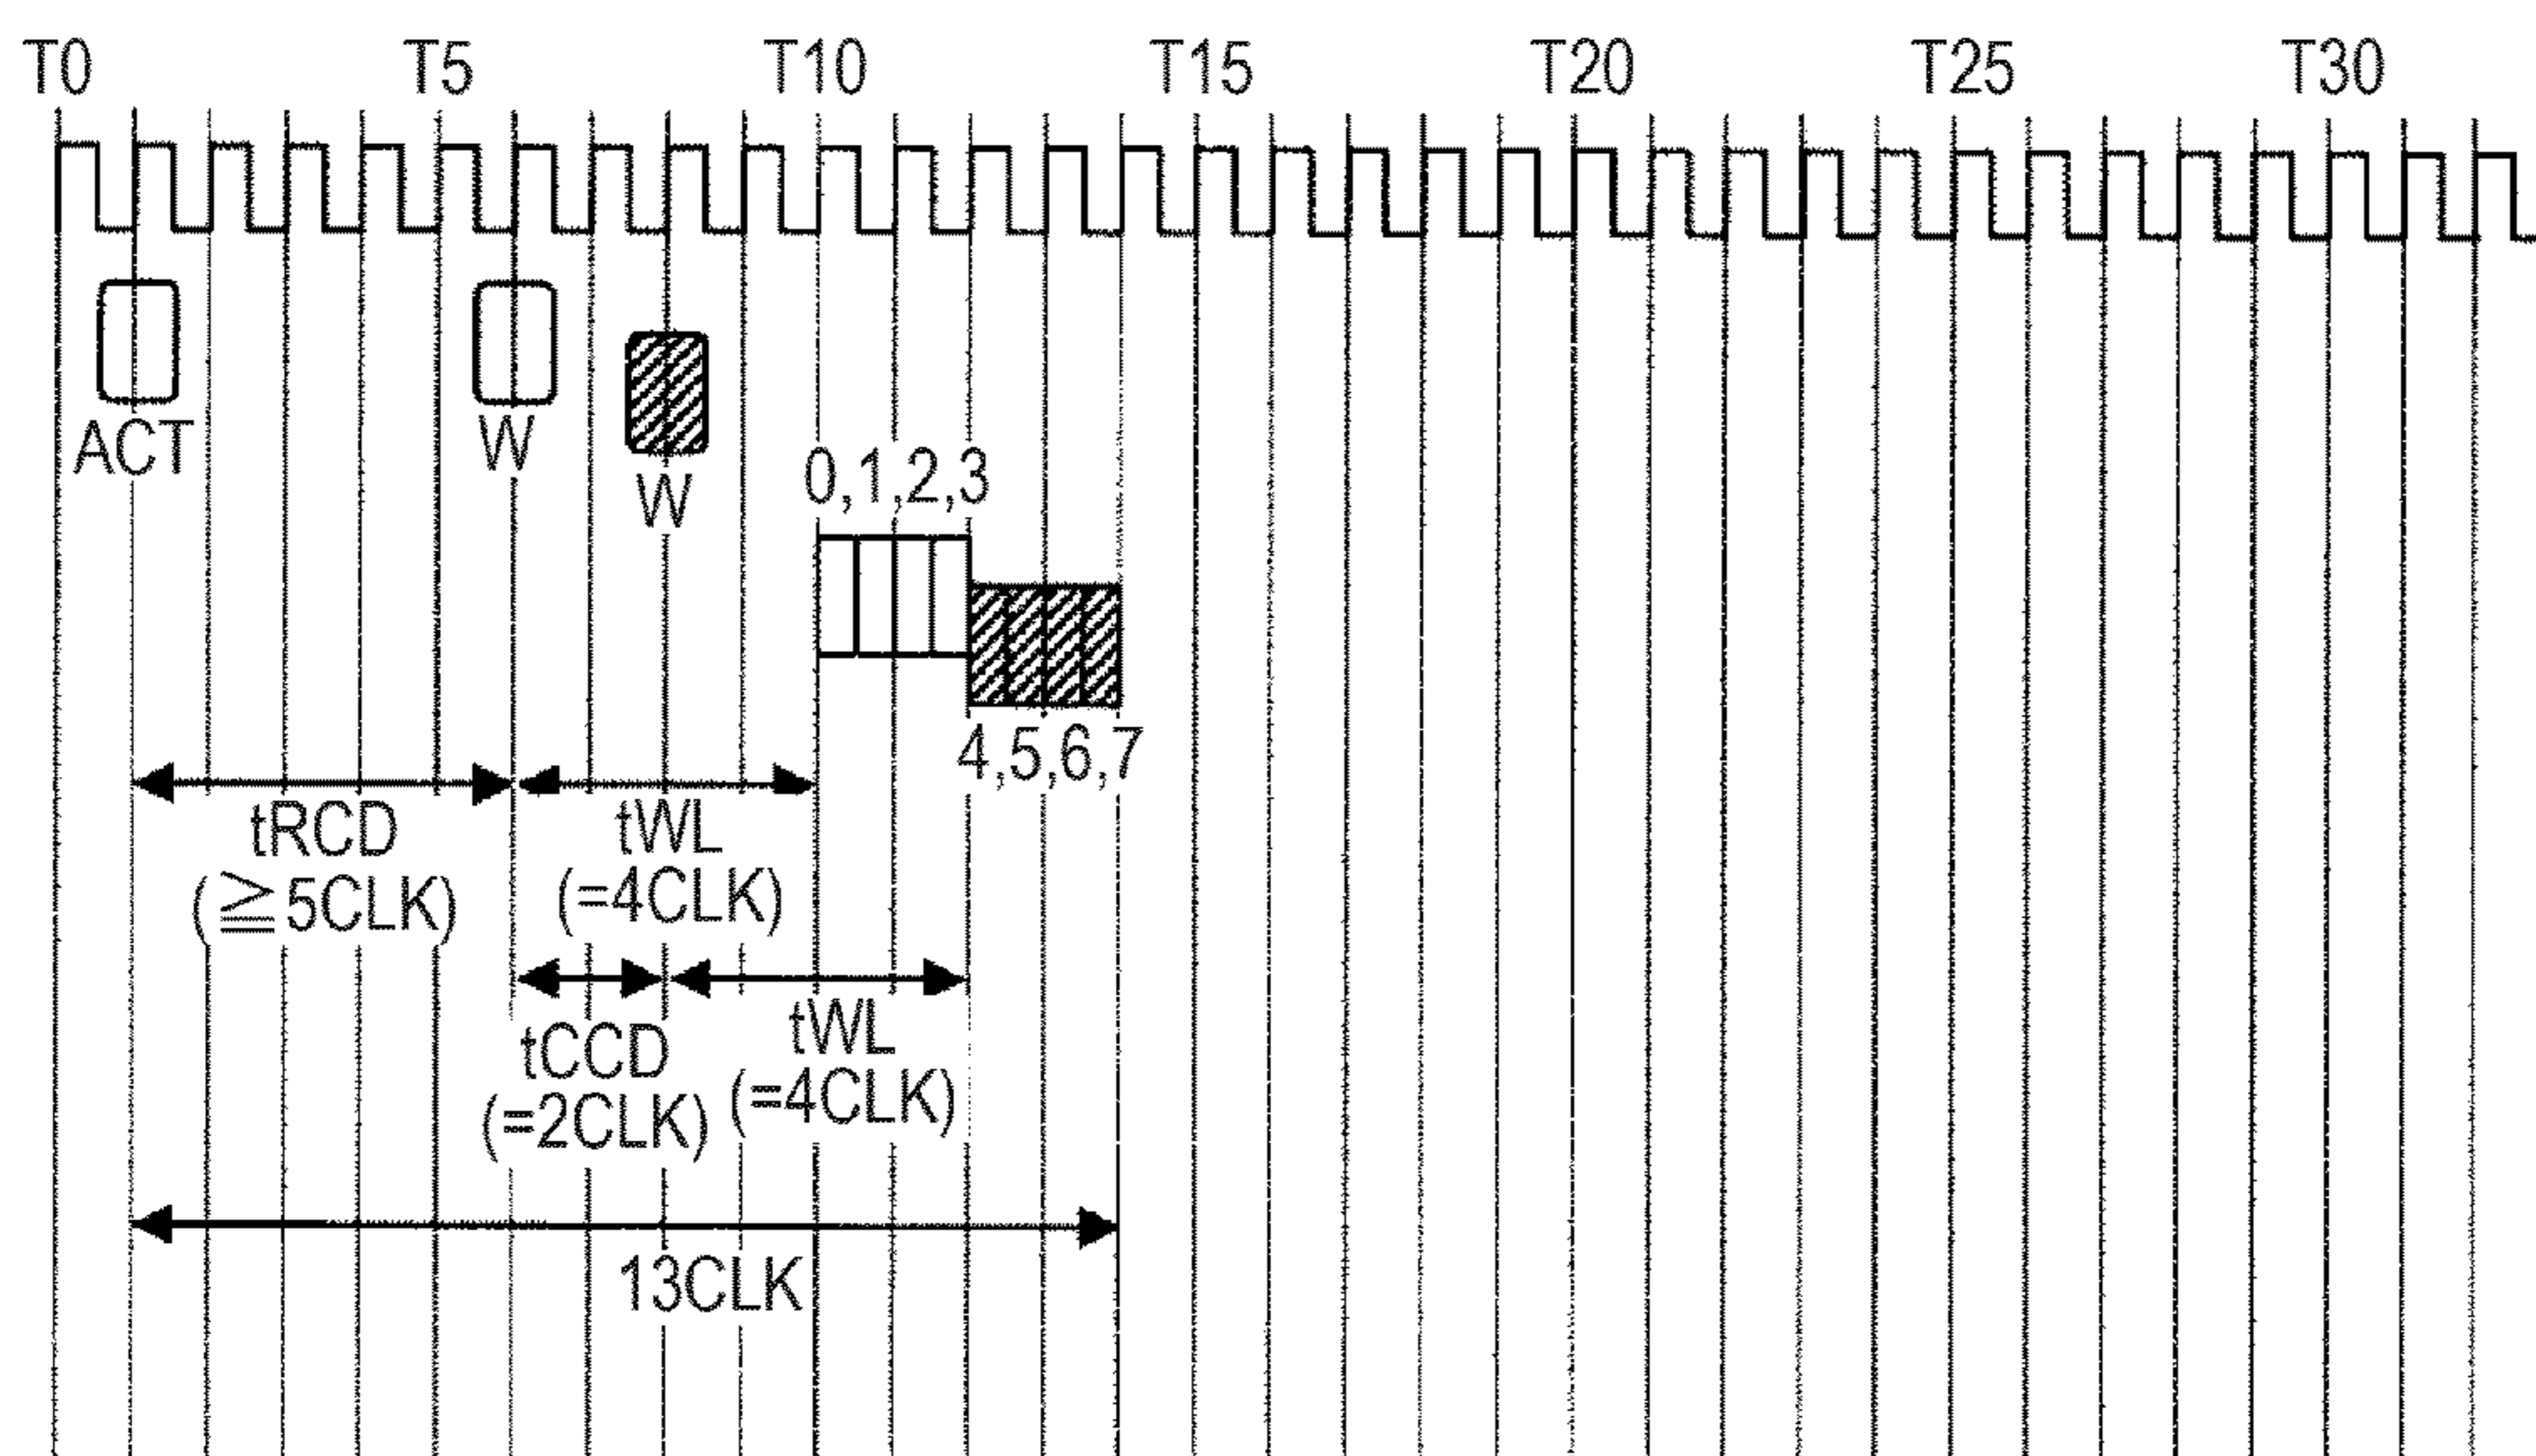 T0 T5 T10 T15 T20 T25 T30
ACT
W
W
0,1,2,3
4,5,6,7
tRCD
(≧5CLK)
tWL
(=4CLK)
tCCD
(=2CLK)
tWL
(=4CLK)
13CLK